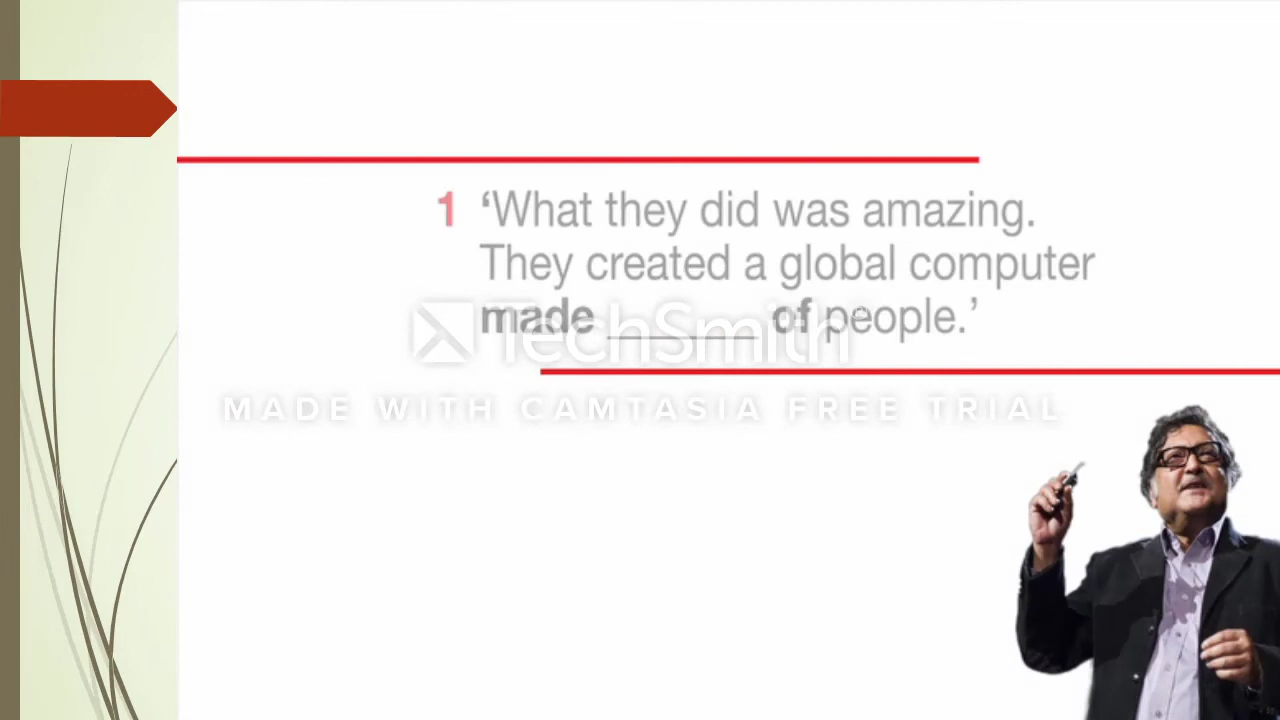 1 ‘What they did was amazing.
They created a global computer
made ______ of people.’
TechSmith®
MADE WITH CAMTASIA FREE TRIAL